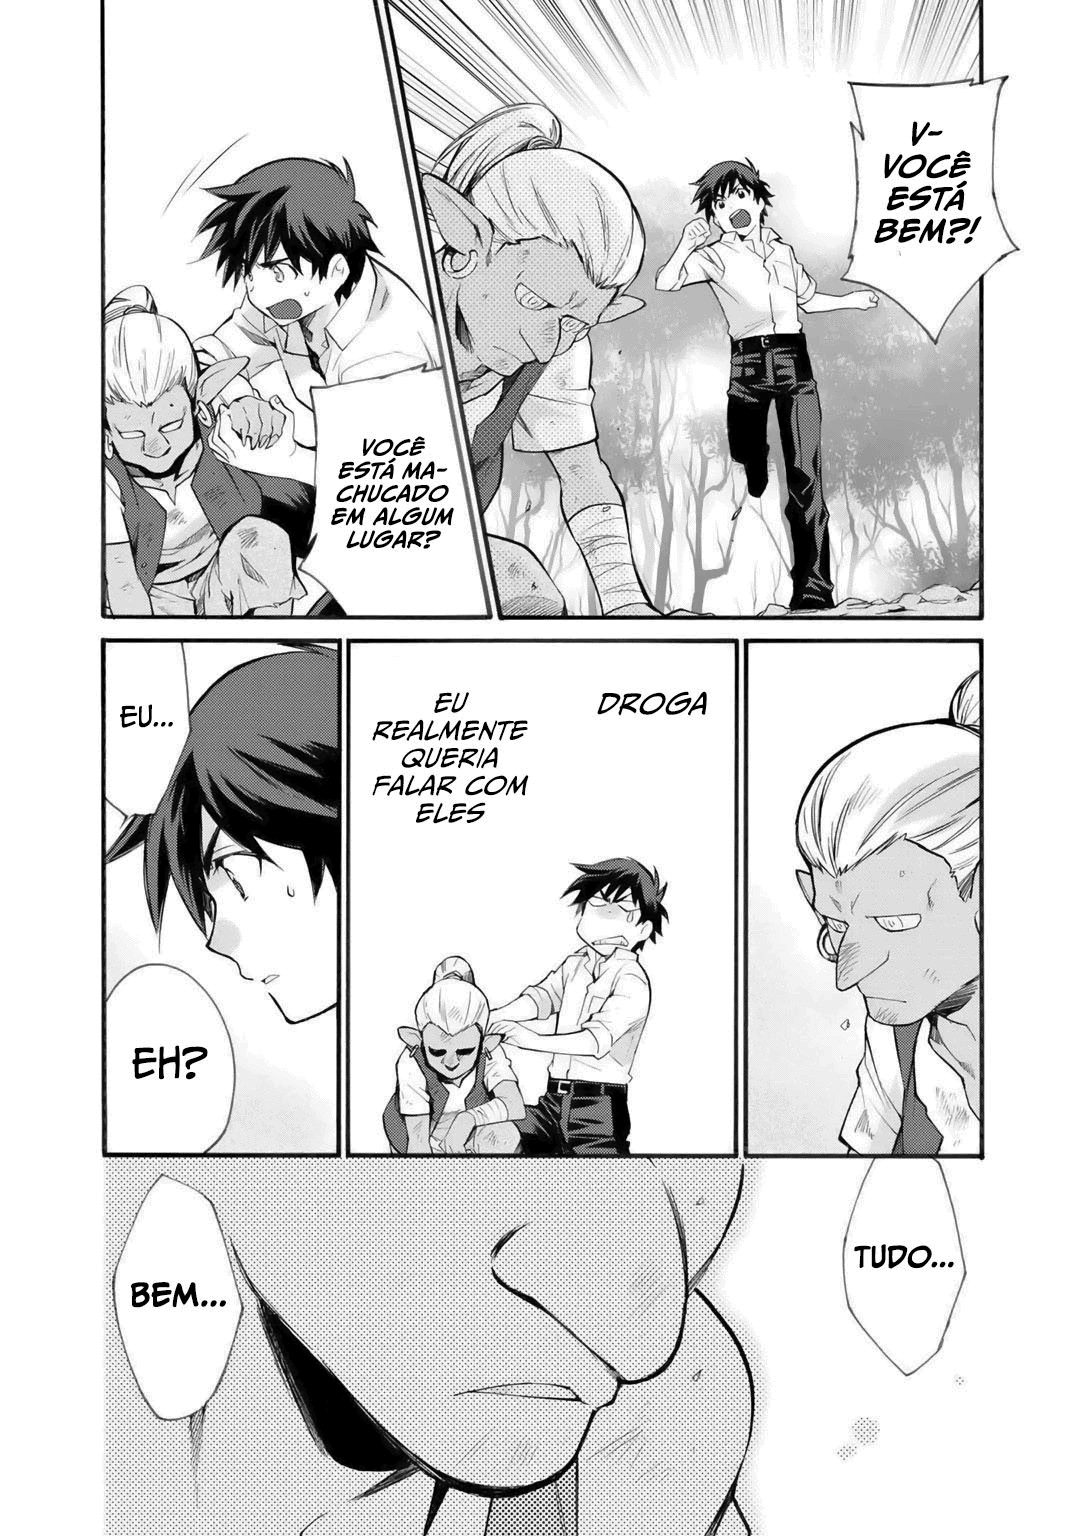 V-
VOCÊ
ESTÁ
BEM?!
VOCÊ
ESTÁ MA-
CHUCADO
EM ALGUM
LUGAR?
DROGA
EU
REALMENTE
QUERIA
FALAR COM
ELES
EU...
EH?
TUDO...
BEM...